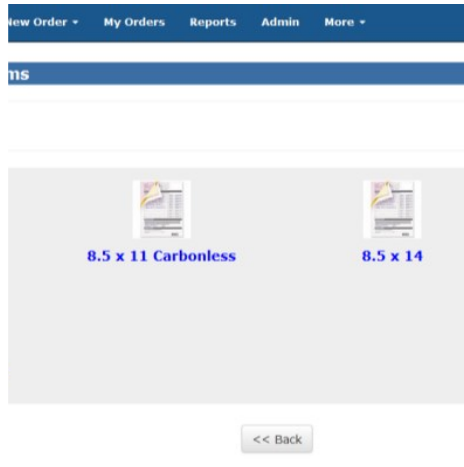 New Order My Orders Reports Admin More
ms
8.5 x 11 Carbonless 8.5 x 14
<< Back